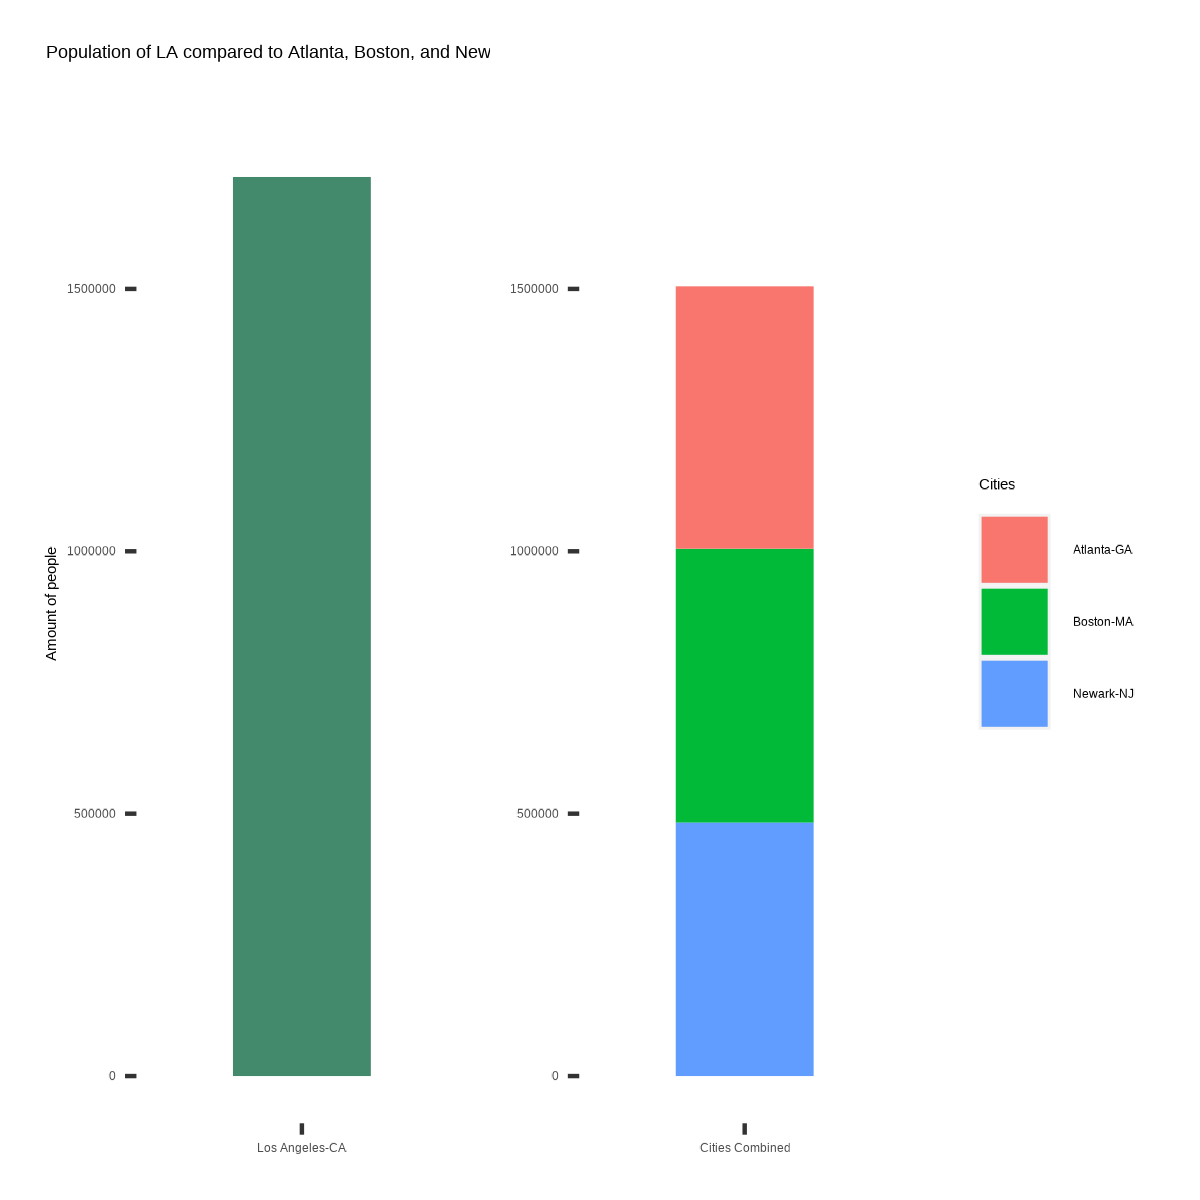 Population of LA compared to Atlanta, Boston, and New
Amount of people
1500000
1000000
500000
0
Los Angeles-CA
1500000
1000000
500000
0
Cities Combined
Cities
Atlanta-GA
Boston-MA
Newark-NJ